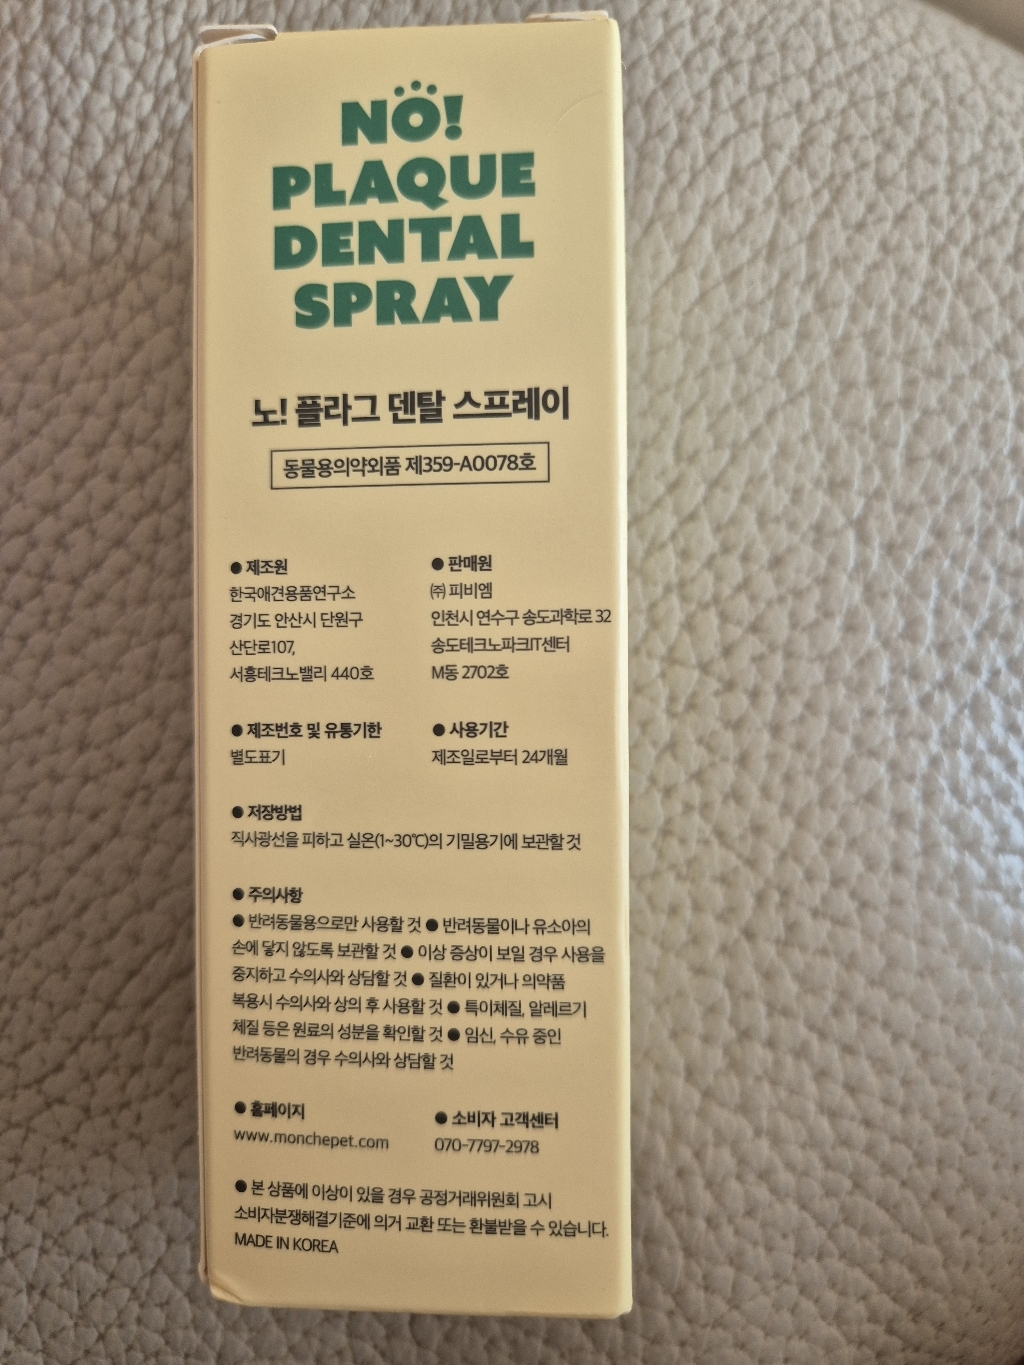 NO!
PLAQUE
DENTAL
SPRAY
노! 플라그 덴탈 스프레이
동물용의약외품 제359-A0078호
● 제조원
한국애견용품연구소
경기도 안산시 단원구
산단로107,
서흥테크노밸리 440호
● 판매원
㈜ 피비엠
인천시 연수구 송도과학로 32
송도테크노파크IT센터
M동 2702호
● 제조번호 및 유통기한
별도표기
● 사용기간
제조일로부터 24개월
● 저장방법
직사광선을 피하고 실온(1~30℃)의 기밀용기에 보관할 것
● 주의사항
● 반려동물용으로만 사용할 것 ● 반려동물이나 유소아의
손에 닿지 않도록 보관할 것 ● 이상 증상이 보일 경우 사용을
중지하고 수의사와 상담할 것 ● 질환이 있거나 의약품
복용시 수의사와 상의 후 사용할 것 ● 특이체질, 알레르기
체질 등은 원료의 성분을 확인할 것 ● 임신, 수유 중인
반려동물의 경우 수의사와 상담할 것
● 홈페이지
www.monchepet.com
● 소비자 고객센터
070-7797-2978
● 본 상품에 이상이 있을 경우 공정거래위원회 고시
소비자분쟁해결기준에 의거 교환 또는 환불받을 수 있습니다.
MADE IN KOREA